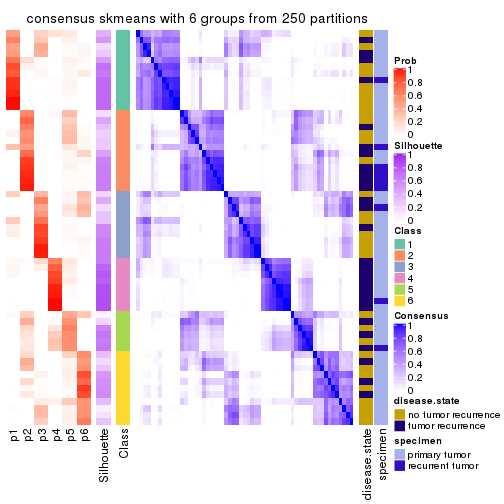 consensus skmeans with 6 groups from 250 partitions
Prob
1
0.8
0.6
0.4
0.2
0
Silhouette
1
0.8
0.6
0.4
0.2
0
Class
1
2
3
4
5
6
Consensus
1
0.8
0.6
0.4
0.2
0
disease.state
no tumor recurrence
tumor recurrence
specimen
primary tumor
recurrent tumor
p1
p2
p3
p4
p5
p6
Silhouette
Class
disease.state
specimen